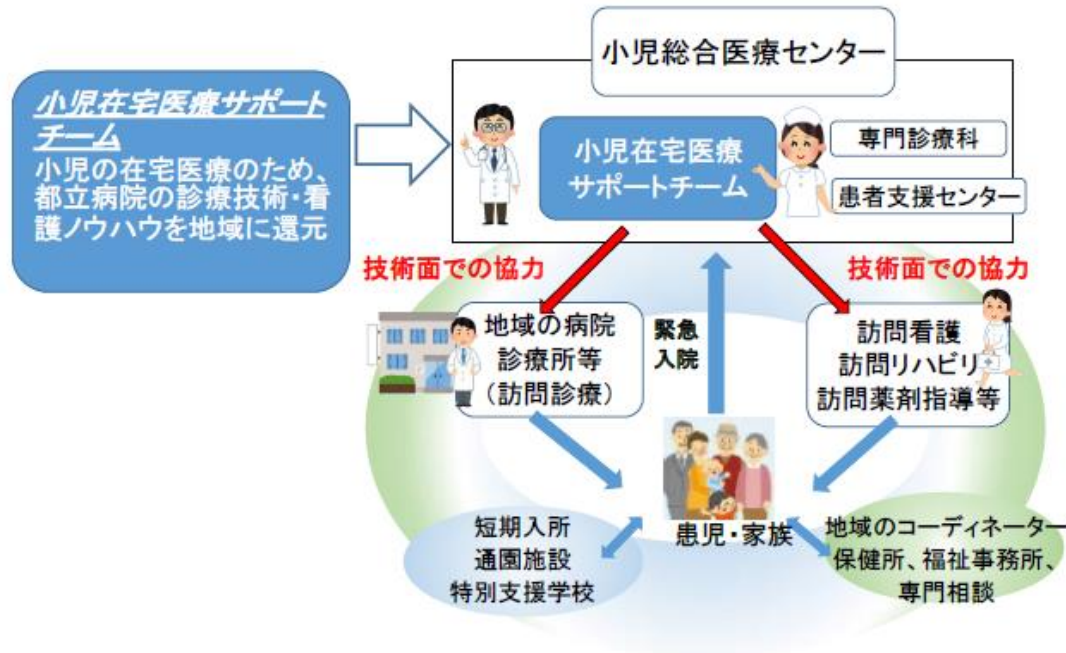 小児総合医療センター
小児在宅医療サポート
チーム
小児の在宅医療のため、
都立病院の診療技術・看
護ノウハウを地域に還元
小児在宅医療
サポートチーム
専門診療科
患者支援センター
技術面での協力
技術面での協力
地域の病院
診療所等
（訪問診療）
緊急
入院
訪問看護
訪問リハビリ
訪問薬剤指導等
患児・家族
短期入所
通園施設
特別支援学校
地域のコーディネーター
保健所、福祉事務所、
専門相談